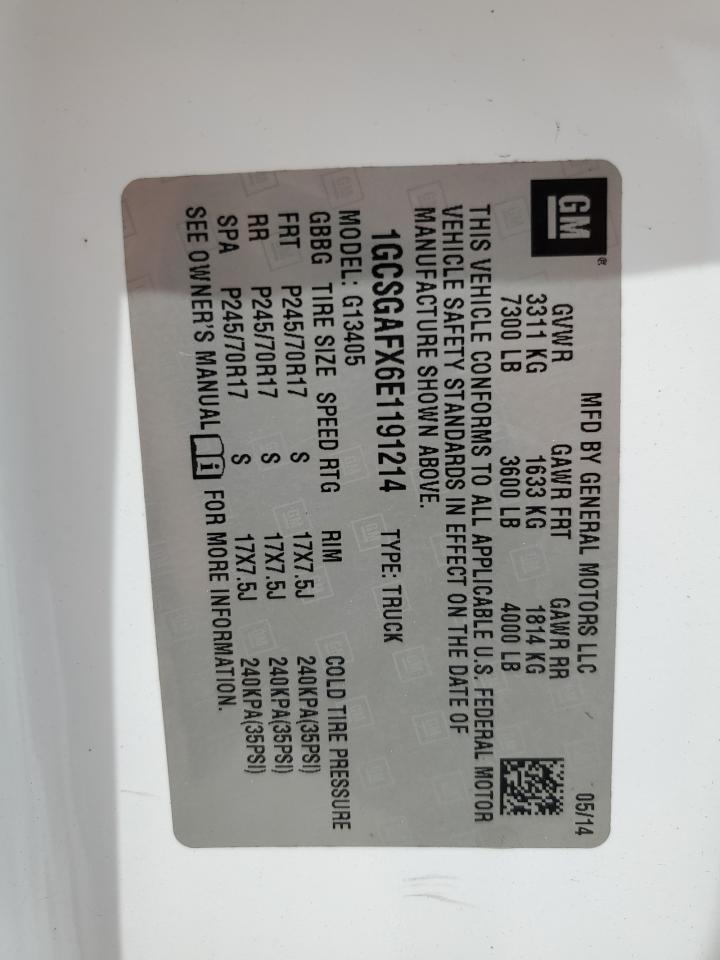 GM®
MFD BY GENERAL MOTORS LLC 05/14
GVWR GAWR FRT GAWR RR
3311 KG 1633 KG 1814 KG
7300 LB 3600 LB 4000 LB
THIS VEHICLE CONFORMS TO ALL APPLICABLE U.S. FEDERAL MOTOR
VEHICLE SAFETY STANDARDS IN EFFECT ON THE DATE OF
MANUFACTURE SHOWN ABOVE.
1GCSGAFX6E1191214 TYPE: TRUCK
MODEL: G13405
GBBG TIRE SIZE SPEED RTG RIM COLD TIRE PRESSURE
FRT P245/70R17 S 17X7.5J 240KPA(35PSI)
RR P245/70R17 S 17X7.5J 240KPA(35PSI)
SPA P245/70R17 S 17X7.5J 240KPA(35PSI)
SEE OWNER'S MANUAL i FOR MORE INFORMATION.